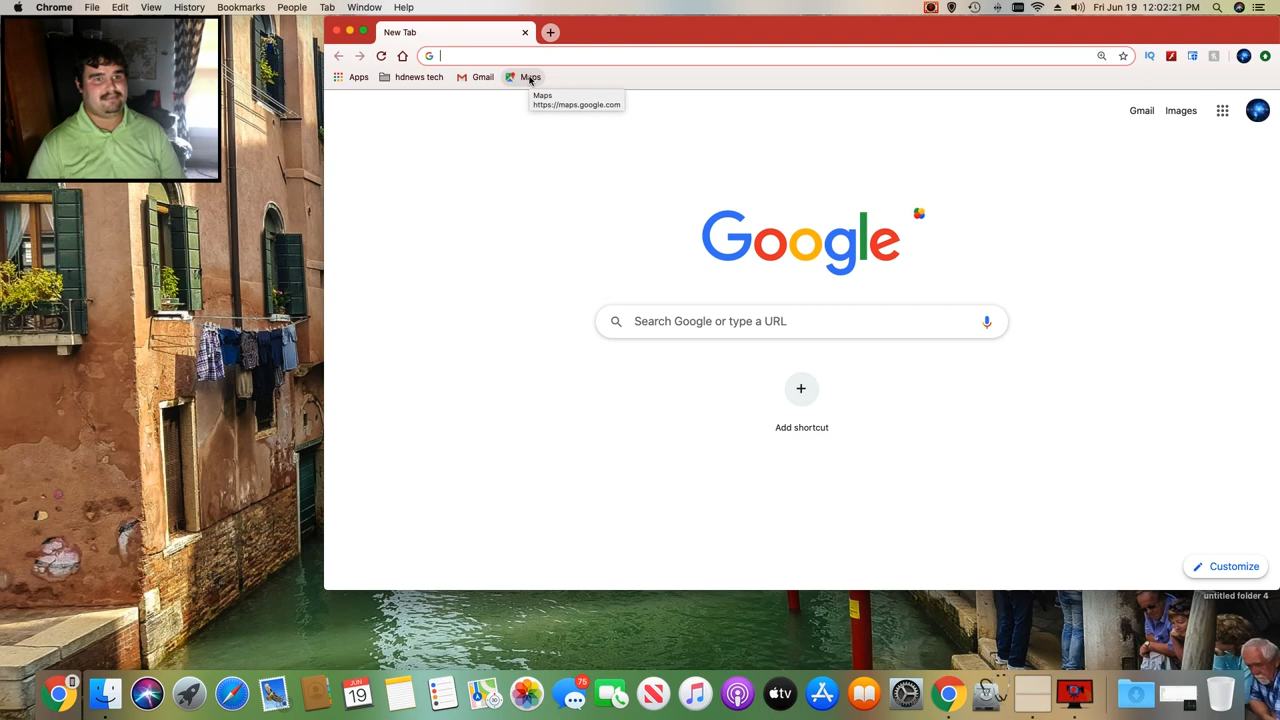 Chrome File Edit View History Bookmarks People Tab Window Help
Fri Jun 19 12:02:21 PM
New Tab
Apps hdnews tech Gmail Maps
Maps
https://maps.google.com
Gmail Images
Google
Search Google or type a URL
Add shortcut
Customize
untitled folder 4
JUN
19
75
tv